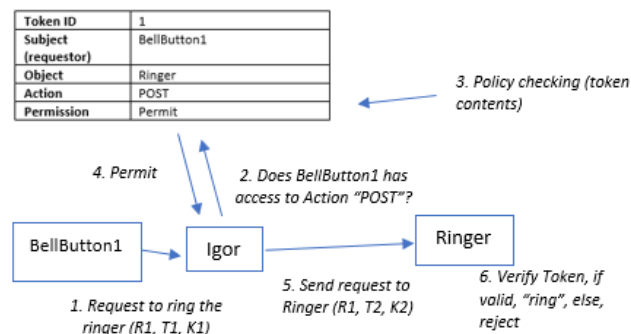 Token ID 1
Subject (requestor) BellButton1
Object Ringer
Action POST
Permission Permit
3. Policy checking (token
contents)
4. Permit
2. Does BellButton1 has
access to Action “POST”?
BellButton1
Igor
Ringer
1. Request to ring the
ringer (R1, T1, K1)
5. Send request to
Ringer (R1, T2, K2)
6. Verify Token, if
valid, “ring”, else,
reject